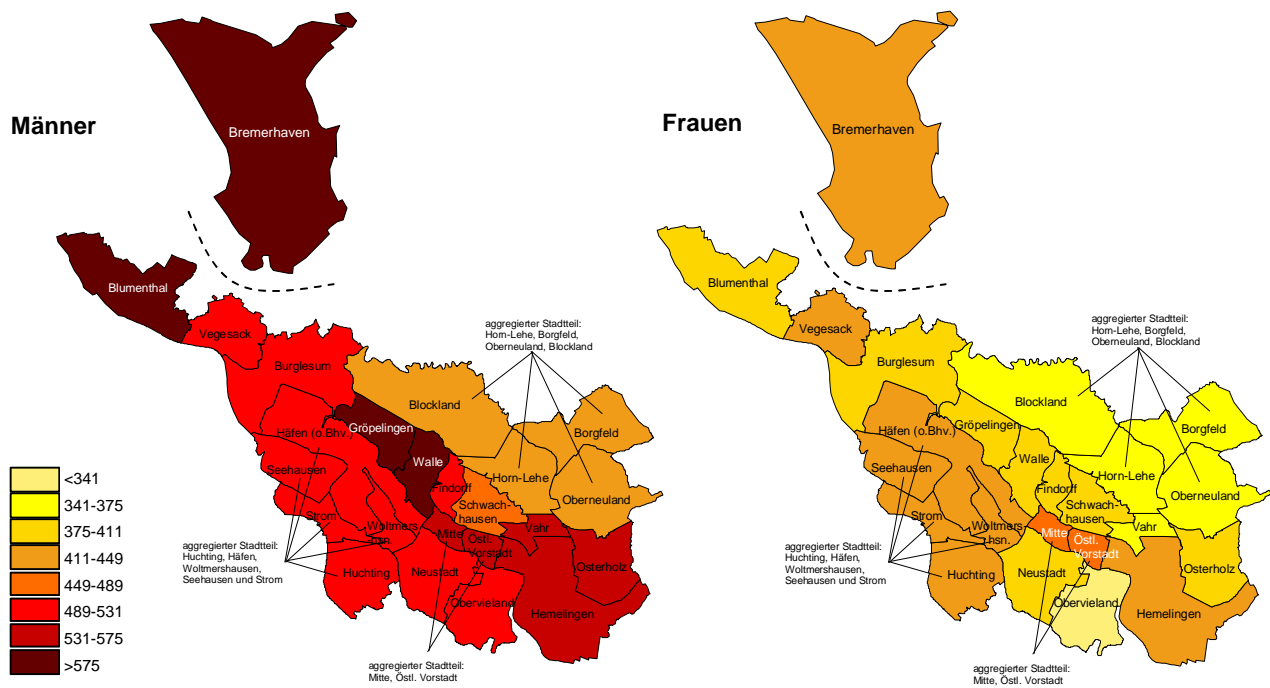 Männer
Bremerhaven
Blumenthal
Vegesack
Burglesum
aggregierter Stadtteil:
Horn-Lehe, Borgfeld,
Oberneuland, Blockland
Blockland
Gröpelingen
Borgfeld
Häfen (o.Bhv.)
Walle
Seehausen
Horn-Lehe
Findorff
Oberneuland
Schwach-
hausen
Strom
Woltmers-
hsn.
Mitte
Östl.
Vorstadt
Vahr
aggregierter Stadtteil:
Huchting, Häfen,
Woltmershausen,
Seehausen und Strom
Huchting
Neustadt
Osterholz
Obervieland
Hemelingen
aggregierter Stadtteil:
Mitte, Östl. Vorstadt
<341
341-375
375-411
411-449
449-489
489-531
531-575
>575
Frauen
Bremerhaven
Blumenthal
Vegesack
Burglesum
aggregierter Stadtteil:
Horn-Lehe, Borgfeld,
Oberneuland, Blockland
Blockland
Gröpelingen
Borgfeld
Häfen (o.Bhv.)
Walle
Seehausen
Horn-Lehe
Findorff
Oberneuland
Schwach-
hausen
Strom
Woltmers-
hsn.
Mitte
Östl.
Vorstadt
Vahr
aggregierter Stadtteil:
Huchting, Häfen,
Woltmershausen,
Seehausen und Strom
Huchting
Neustadt
Osterholz
Obervieland
Hemelingen
aggregierter Stadtteil:
Mitte, Östl. Vorstadt